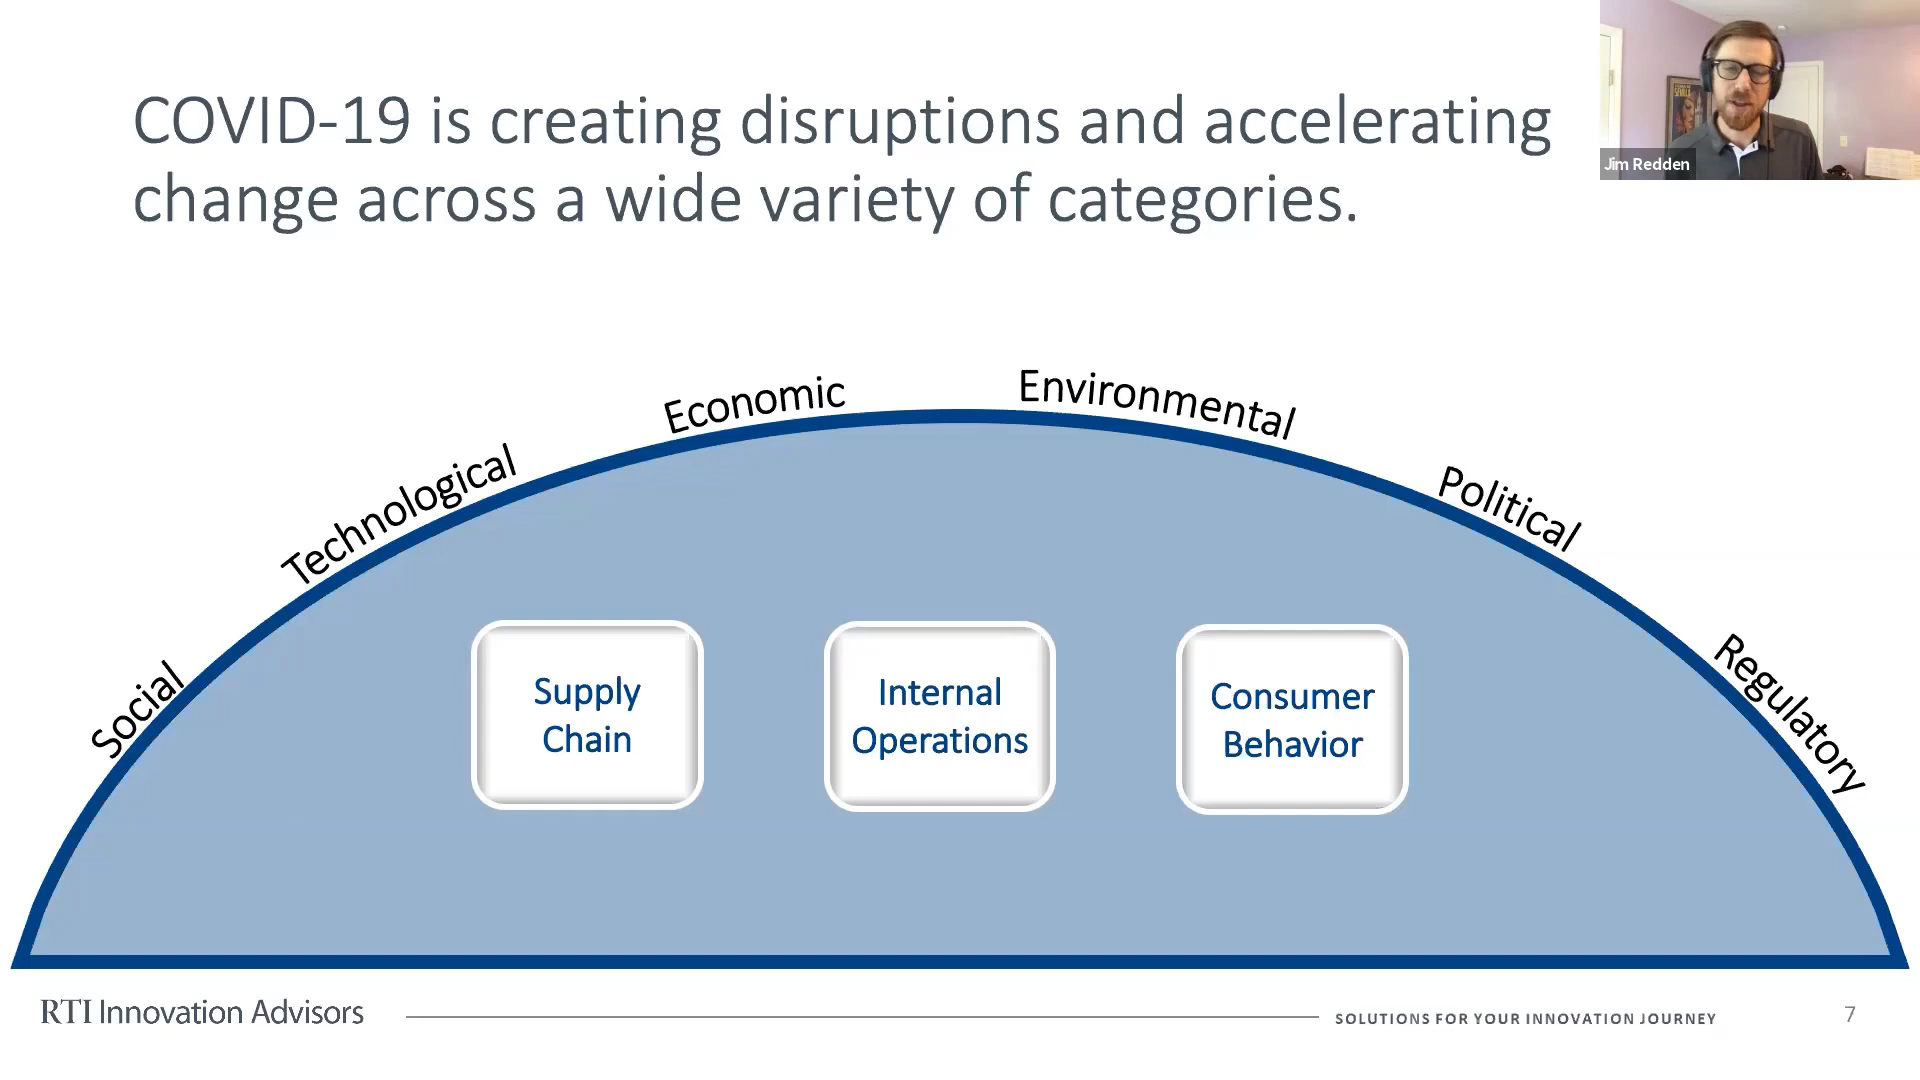 COVID-19 is creating disruptions and accelerating
change across a wide variety of categories.
Jim Redden
Social
Technological
Economic
Environmental
Political
Regulatory
Supply
Chain
Internal
Operations
Consumer
Behavior
RTI Innovation Advisors
SOLUTIONS FOR YOUR INNOVATION JOURNEY
7